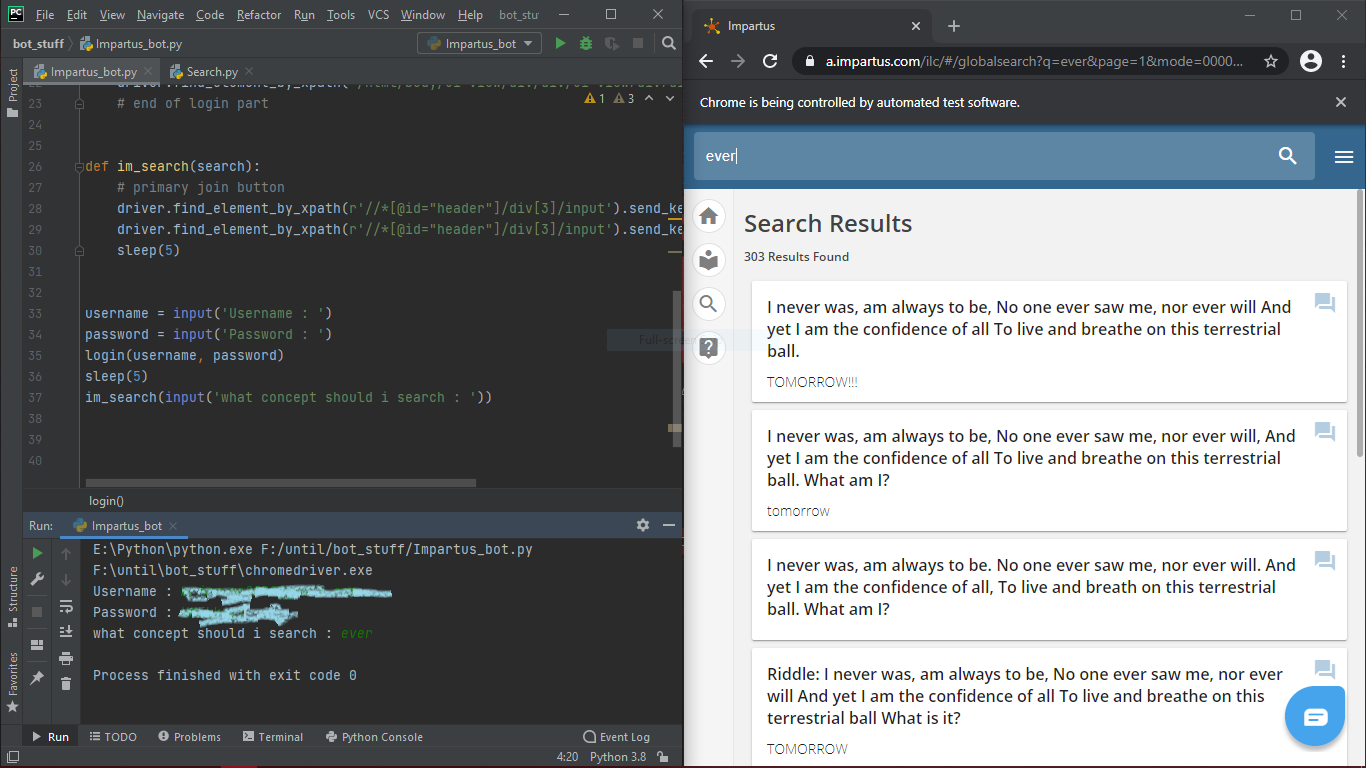 File Edit View Navigate Code Refactor Run Tools VCS Window Help bot_stu
bot_stuff Impartus_bot.py Impartus_bot
Impartus_bot.py Search.py
Project
1 3
23 # end of login part
24
25
26 def im_search(search):
27 # primary join button
28 driver.find_element_by_xpath(r'//*[@id="header"]/div[3]/input').send_ke
29 driver.find_element_by_xpath(r'//*[@id="header"]/div[3]/input').send_ke
30 sleep(5)
31
32
33 username = input('Username : ')
34 password = input('Password : ')
35 login(username, password)
36 sleep(5)
37 im_search(input('what concept should i search : '))
38
39
40
login()
Run: Impartus_bot
E:\Python\python.exe F:/until/bot_stuff/Impartus_bot.py
F:\until\bot_stuff\chromedriver.exe
Username :
Password :
what concept should i search : ever
Process finished with exit code 0
Structure
Favorites
Run TODO Problems Terminal Python Console Event Log
4:20 Python 3.8
Impartus
a.impartus.com/ilc/#/globalsearch?q=ever&page=1&mode=0000...
Chrome is being controlled by automated test software.
ever
Search Results
303 Results Found
I never was, am always to be, No one ever saw me, nor ever will And
yet I am the confidence of all To live and breathe on this terrestrial
ball.
TOMORROW!!!
I never was, am always to be, No one ever saw me, nor ever will, And
yet I am the confidence of all To live and breathe on this terrestrial
ball. What am I?
tomorrow
I never was, am always to be. No one ever saw me, nor ever will. And
yet I am the confidence of all, To live and breath on this terrestrial
ball. What am I?
Riddle: I never was, am always to be, No one ever saw me, nor ever
will And yet I am the confidence of all To live and breathe on this
terrestrial ball What is it?
TOMORROW